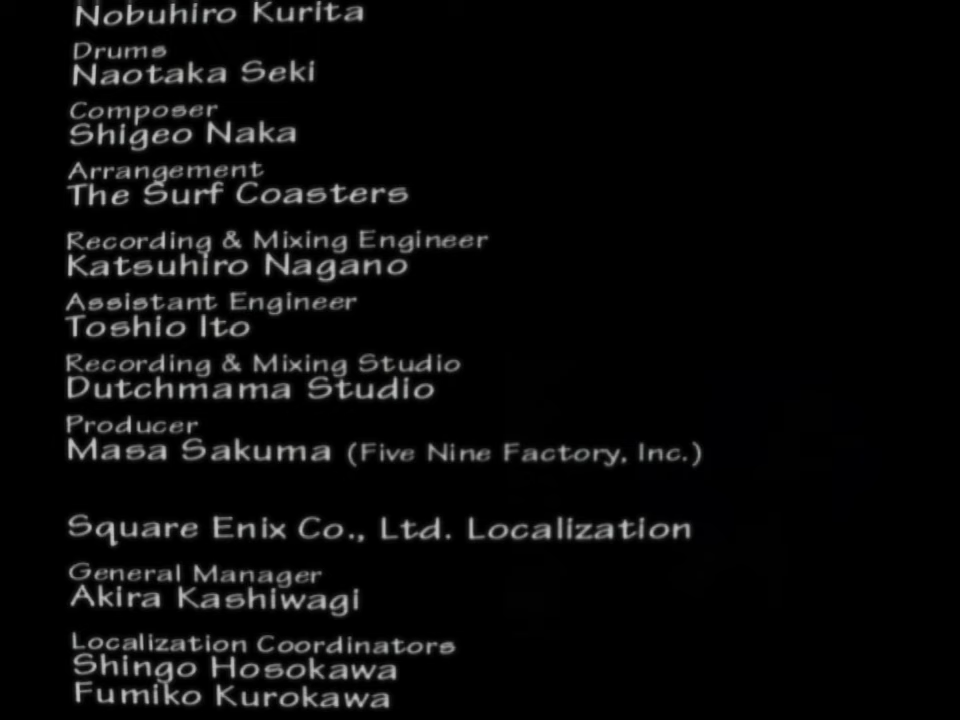 Nobuhiro Kurita
Drums
Naotaka Seki
Composer
Shigeo Naka
Arrangement
The Surf Coasters
Recording & Mixing Engineer
Katsuhiro Nagano
Assistant Engineer
Toshio Ito
Recording & Mixing Studio
Dutchmama Studio
Producer
Masa Sakuma (Five Nine Factory, Inc.)
Square Enix Co., Ltd. Localization
General Manager
Akira Kashiwagi
Localization Coordinators
Shingo Hosokawa
Fumiko Kurokawa